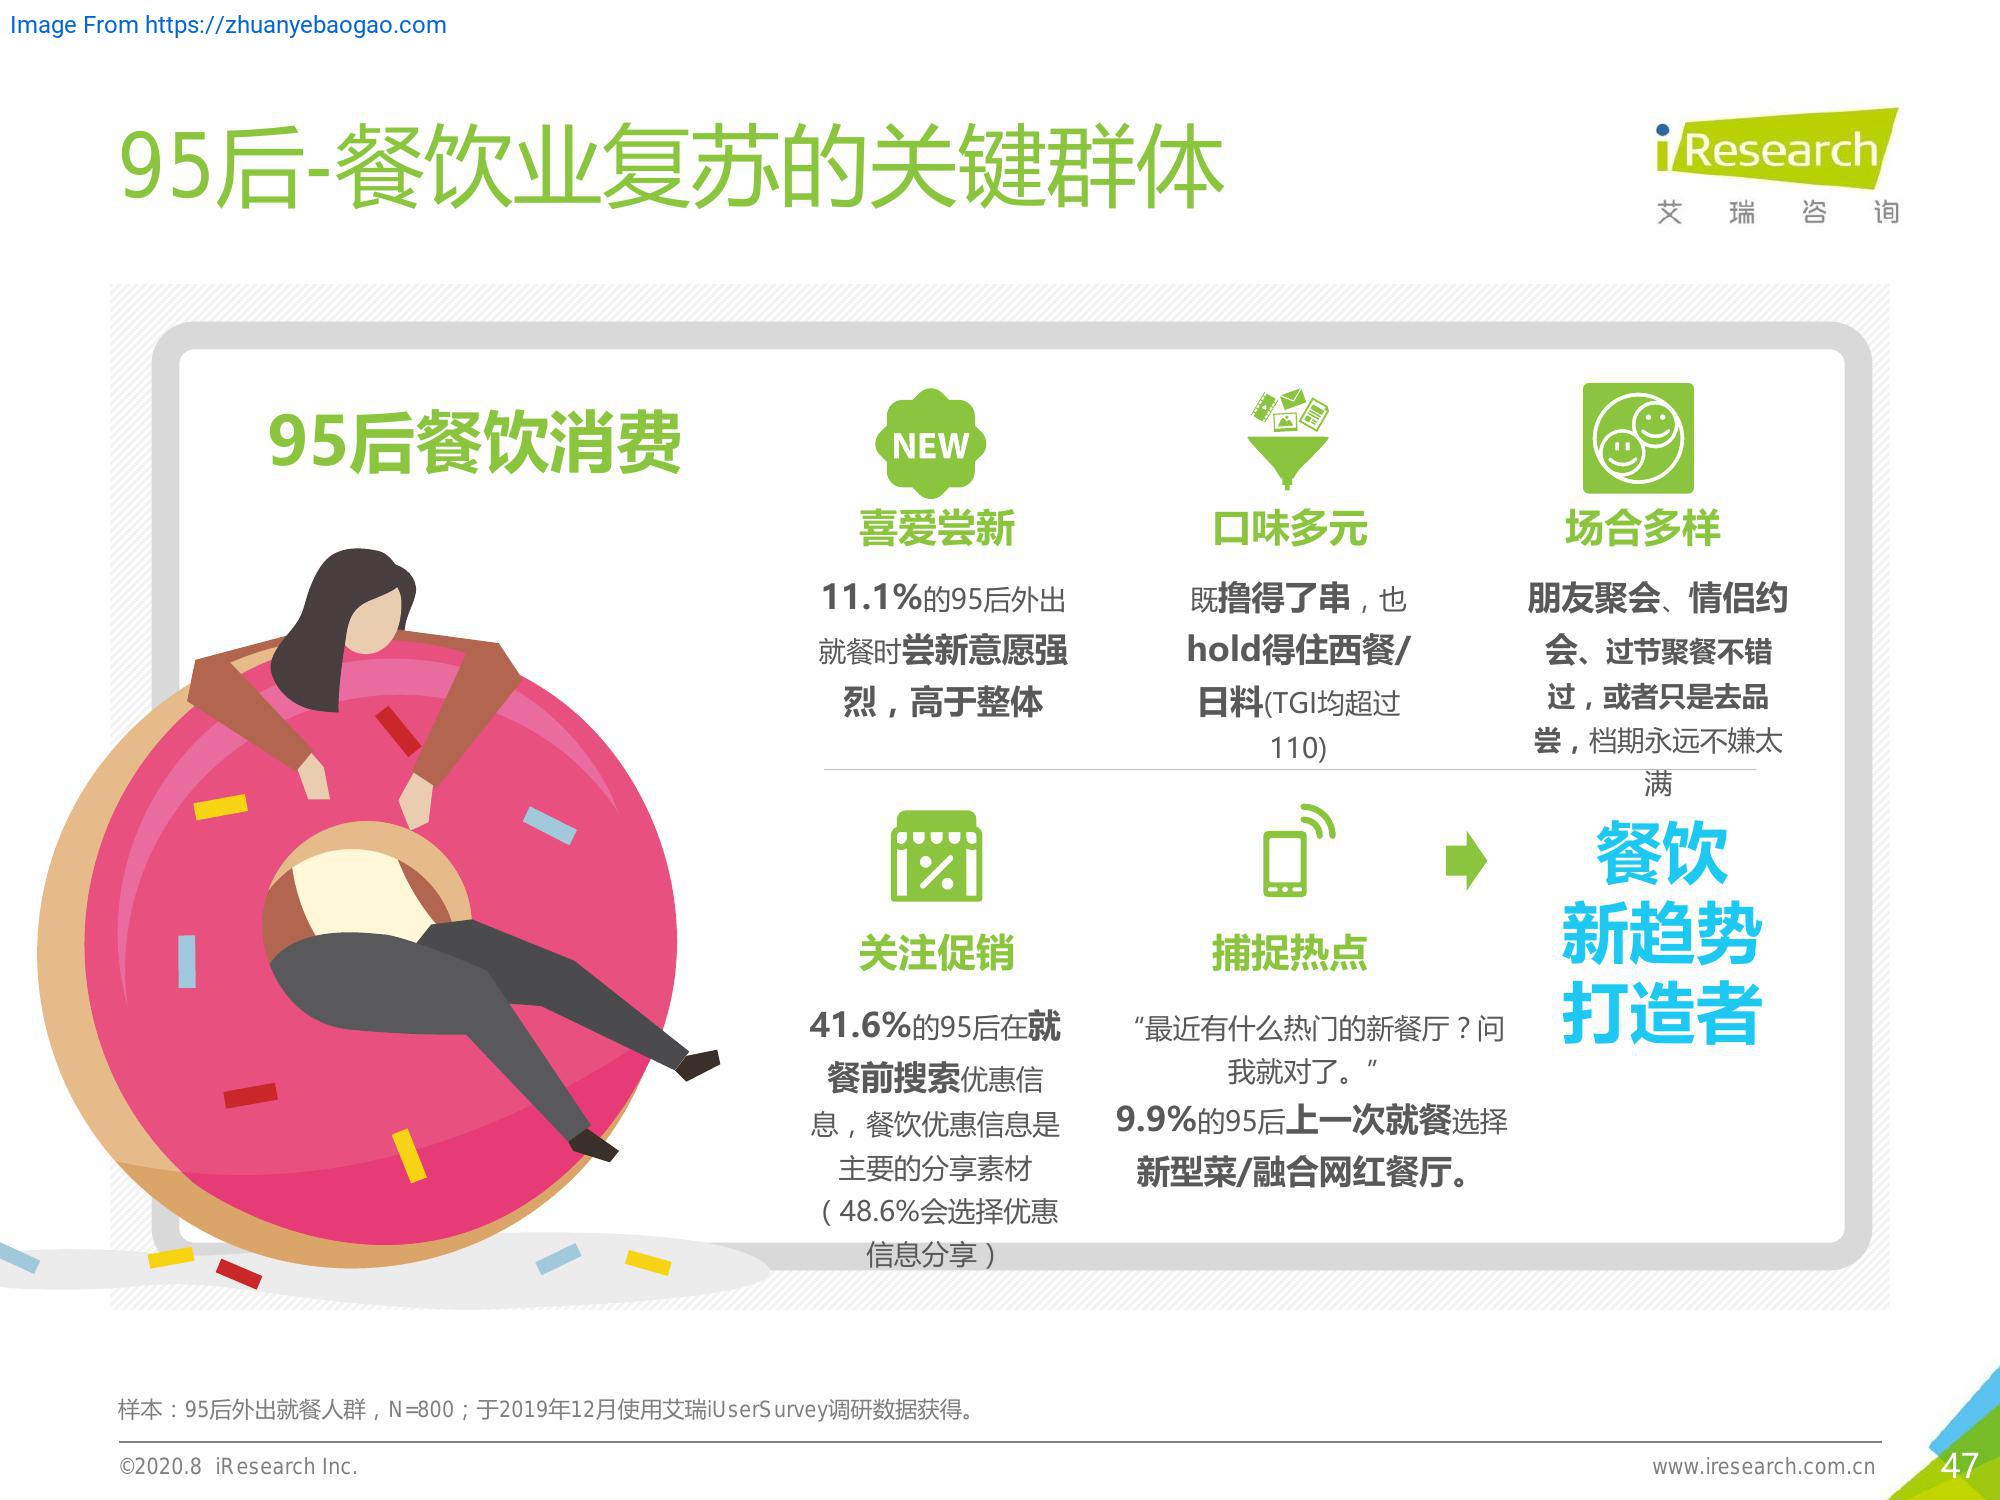 Image From https://zhuanyebaogao.com
95后-餐饮业复苏的关键群体
iResearch
艾瑞咨询
95后餐饮消费
NEW
喜爱尝新
11.1%的95后外出
就餐时尝新意愿强
烈，高于整体
口味多元
既撸得了串，也
hold得住西餐/
日料(TGI均超过
110)
场合多样
朋友聚会、情侣约
会、过节聚餐不错
过，或者只是去品
尝，档期永远不嫌太
满
关注促销
41.6%的95后在就
餐前搜索优惠信
息，餐饮优惠信息是
主要的分享素材
（48.6%会选择优惠
信息分享）
捕捉热点
“最近有什么热门的新餐厅？问
我就对了。”
9.9%的95后上一次就餐选择
新型菜/融合网红餐厅。
餐饮
新趋势
打造者
样本：95后外出就餐人群，N=800；于2019年12月使用艾瑞iUserSurvey调研数据获得。
©2020.8 iResearch Inc.
www.iresearch.com.cn
47